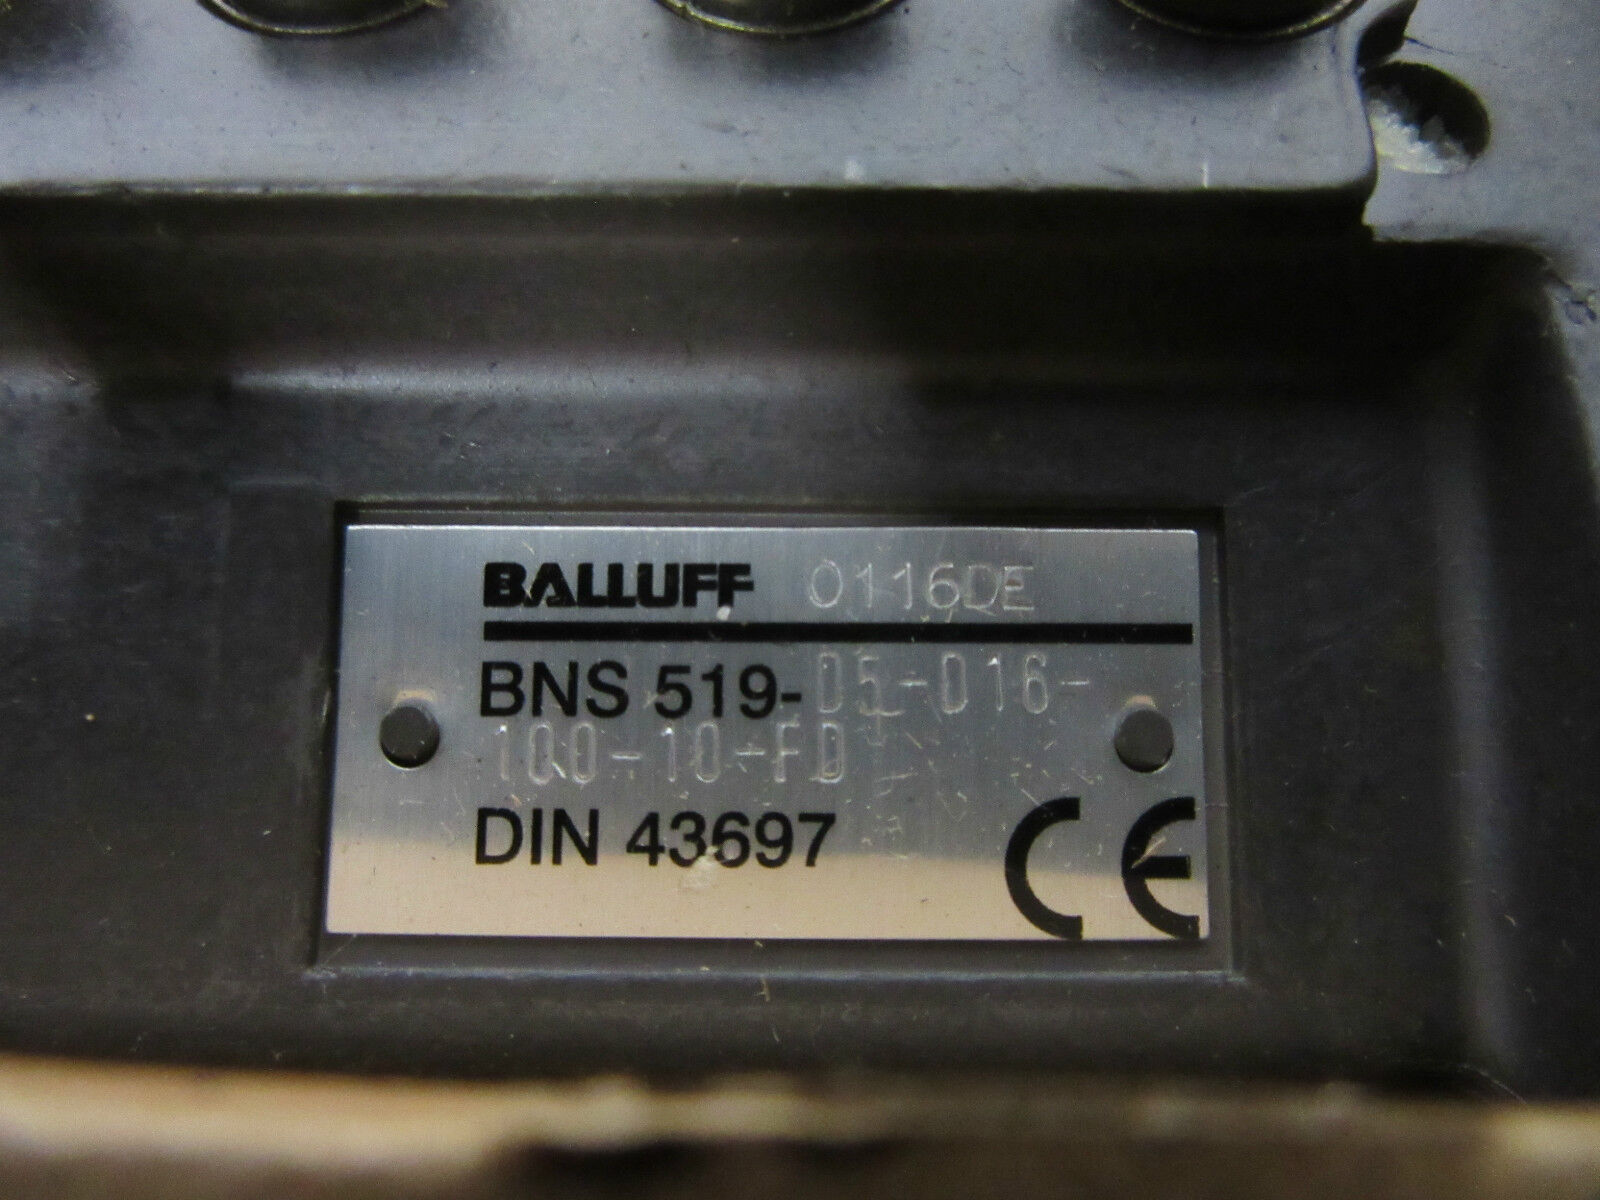 BALLUFF 0116DE
BNS 519-D5-D16-
100-10-FD
DIN 43697
CE